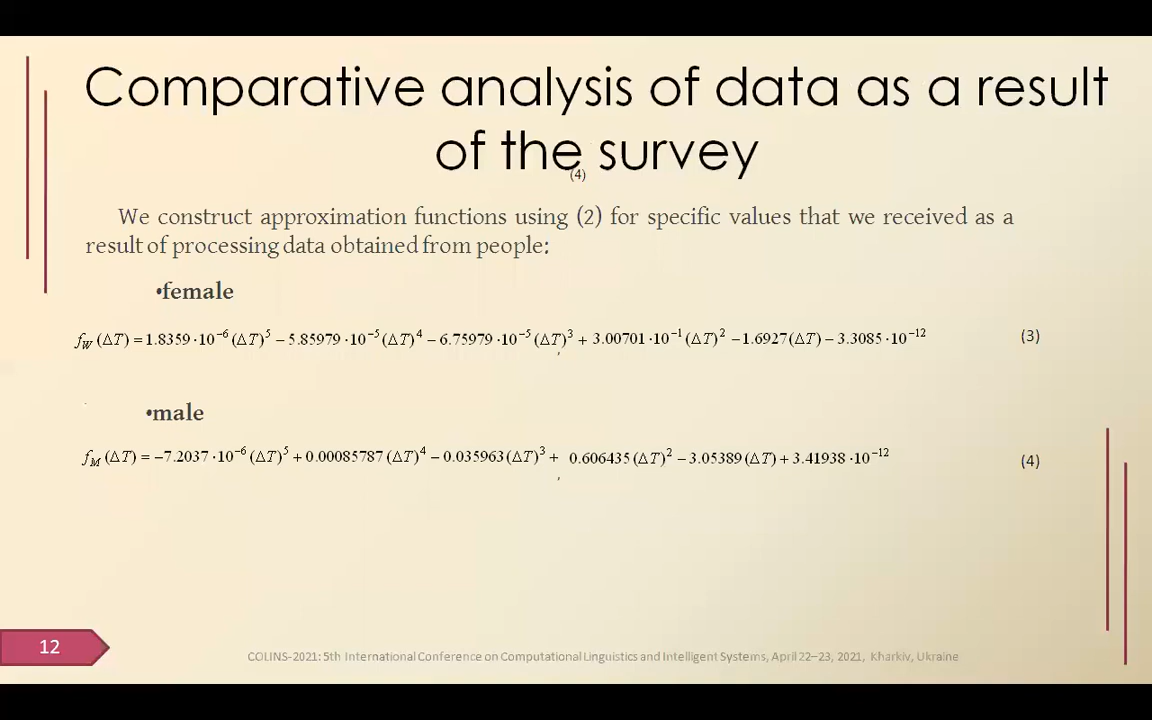 Comparative analysis of data as a result
of the survey
(4)
We construct approximation functions using (2) for specific values that we received as a
result of processing data obtained from people:
•female
f_W (ΔT) = 1.8359·10⁻⁶ (ΔT)⁵ − 5.85979·10⁻⁵ (ΔT)⁴ − 6.75979·10⁻⁵ (ΔT)³ + 3.00701·10⁻¹ (ΔT)² − 1.6927(ΔT) − 3.3085·10⁻¹² (3)
•male
f_M (ΔT) = −7.2037·10⁻⁶ (ΔT)⁵ + 0.00085787 (ΔT)⁴ − 0.035963(ΔT)³ + 0.606435(ΔT)² − 3.05389(ΔT) + 3.41938·10⁻¹² (4)
12
COLINS-2021: 5th International Conference on Computational Linguistics and Intelligent Systems, April 22–23, 2021, Kharkiv, Ukraine